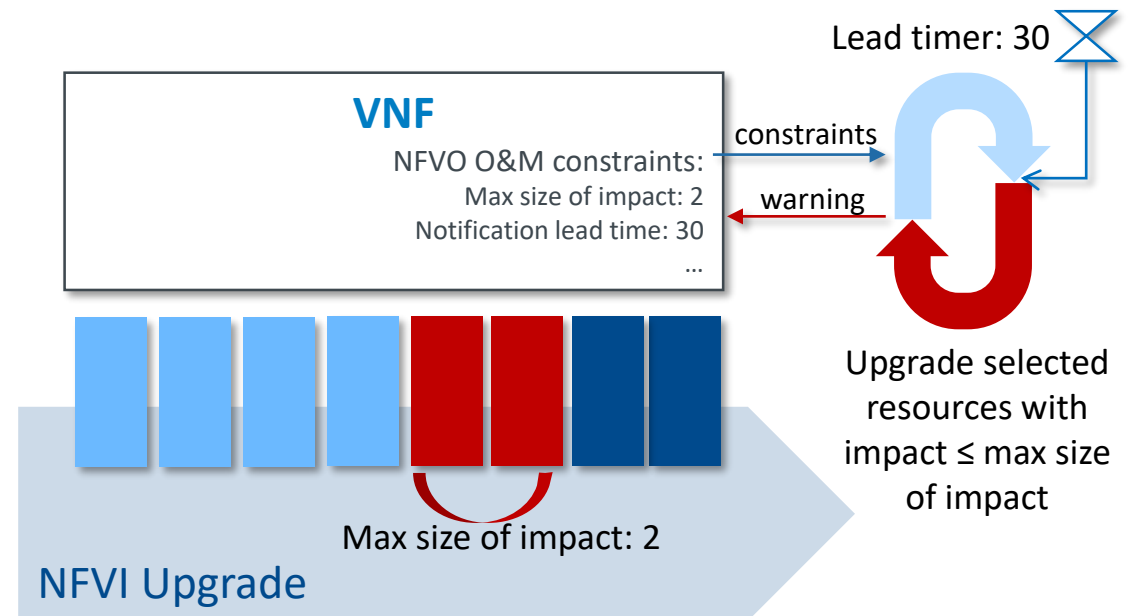 Lead timer: 30
VNF
NFVO O&M constraints:
Max size of impact: 2
Notification lead time: 30
...
constraints
warning
Upgrade selected
resources with
impact ≤ max size
of impact
Max size of impact: 2
NFVI Upgrade